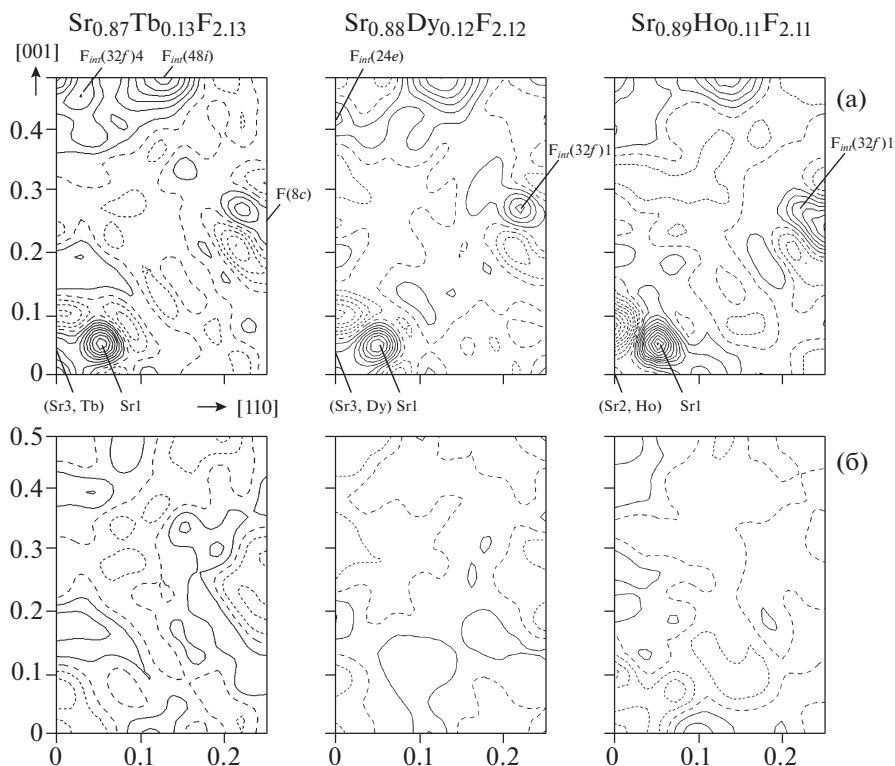 Sr0.87Tb0.13F2.13 Sr0.88Dy0.12F2.12 Sr0.89Ho0.11F2.11
[001] Fint(32f)4 Fint(48i) Fint(24e) (а)
0.4
Fint(32f)1 Fint(32f)1
0.3
F(8c)
0.2
0.1
0
(Sr3, Tb) Sr1 (Sr3, Dy) Sr1 (Sr2, Ho) Sr1
[110]
0.5 (б)
0.4
0.3
0.2
0.1
0
0 0.1 0.2 0 0.1 0.2 0 0.1 0.2